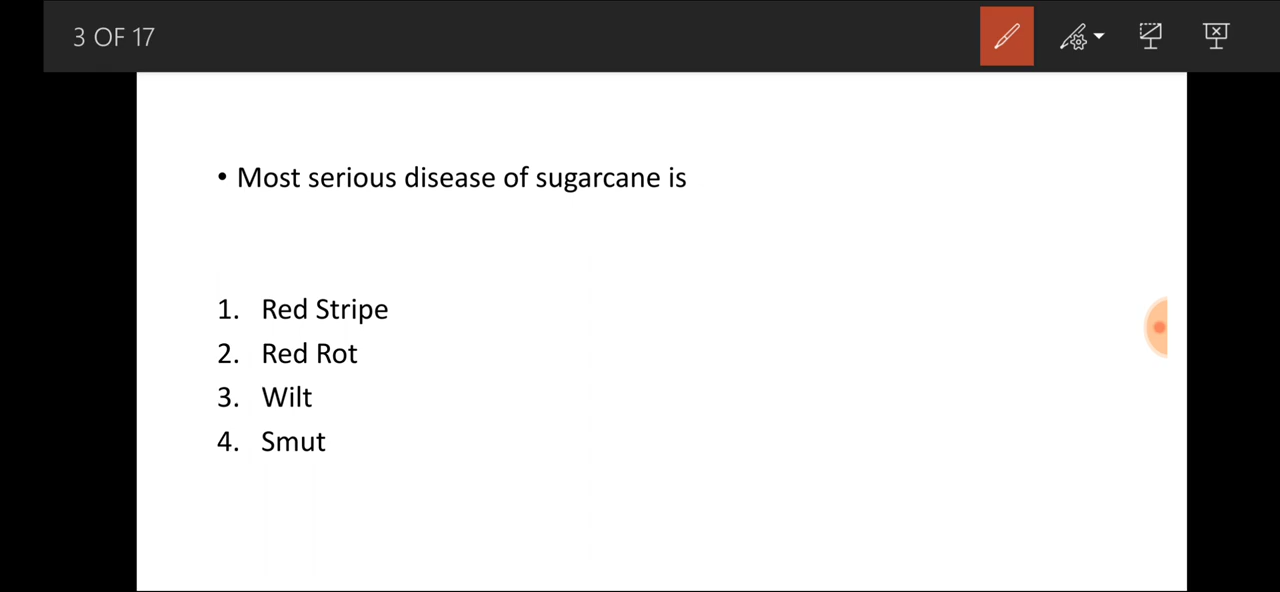 3 OF 17
• Most serious disease of sugarcane is
1. Red Stripe
2. Red Rot
3. Wilt
4. Smut